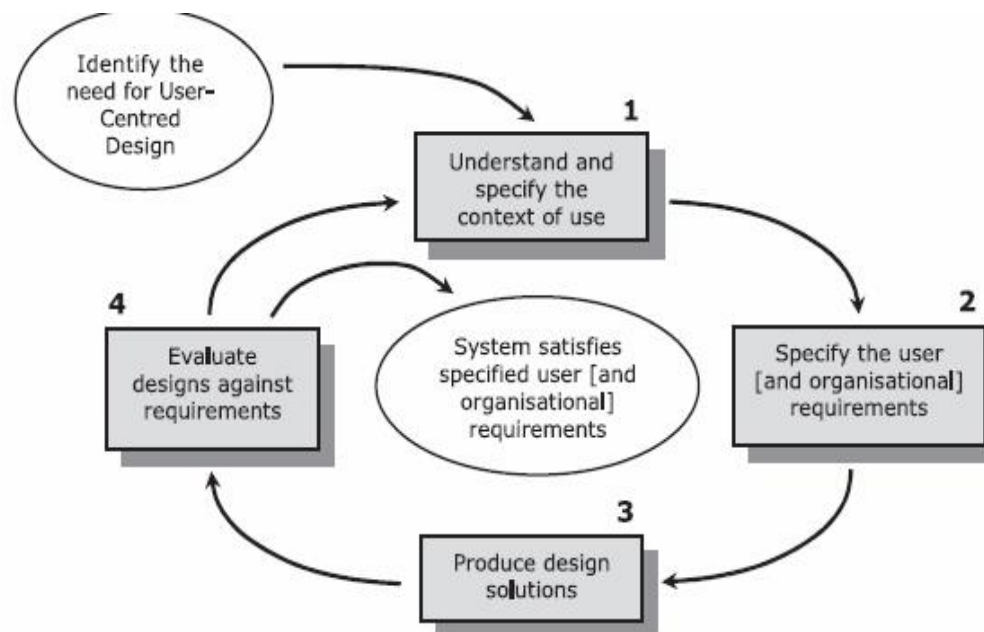 Identify the
need for User-
Centred
Design
1
Understand and
specify the
context of use
2
Specify the user
[and organisational]
requirements
3
Produce design
solutions
4
Evaluate
designs against
requirements
System satisfies
specified user [and
organisational]
requirements